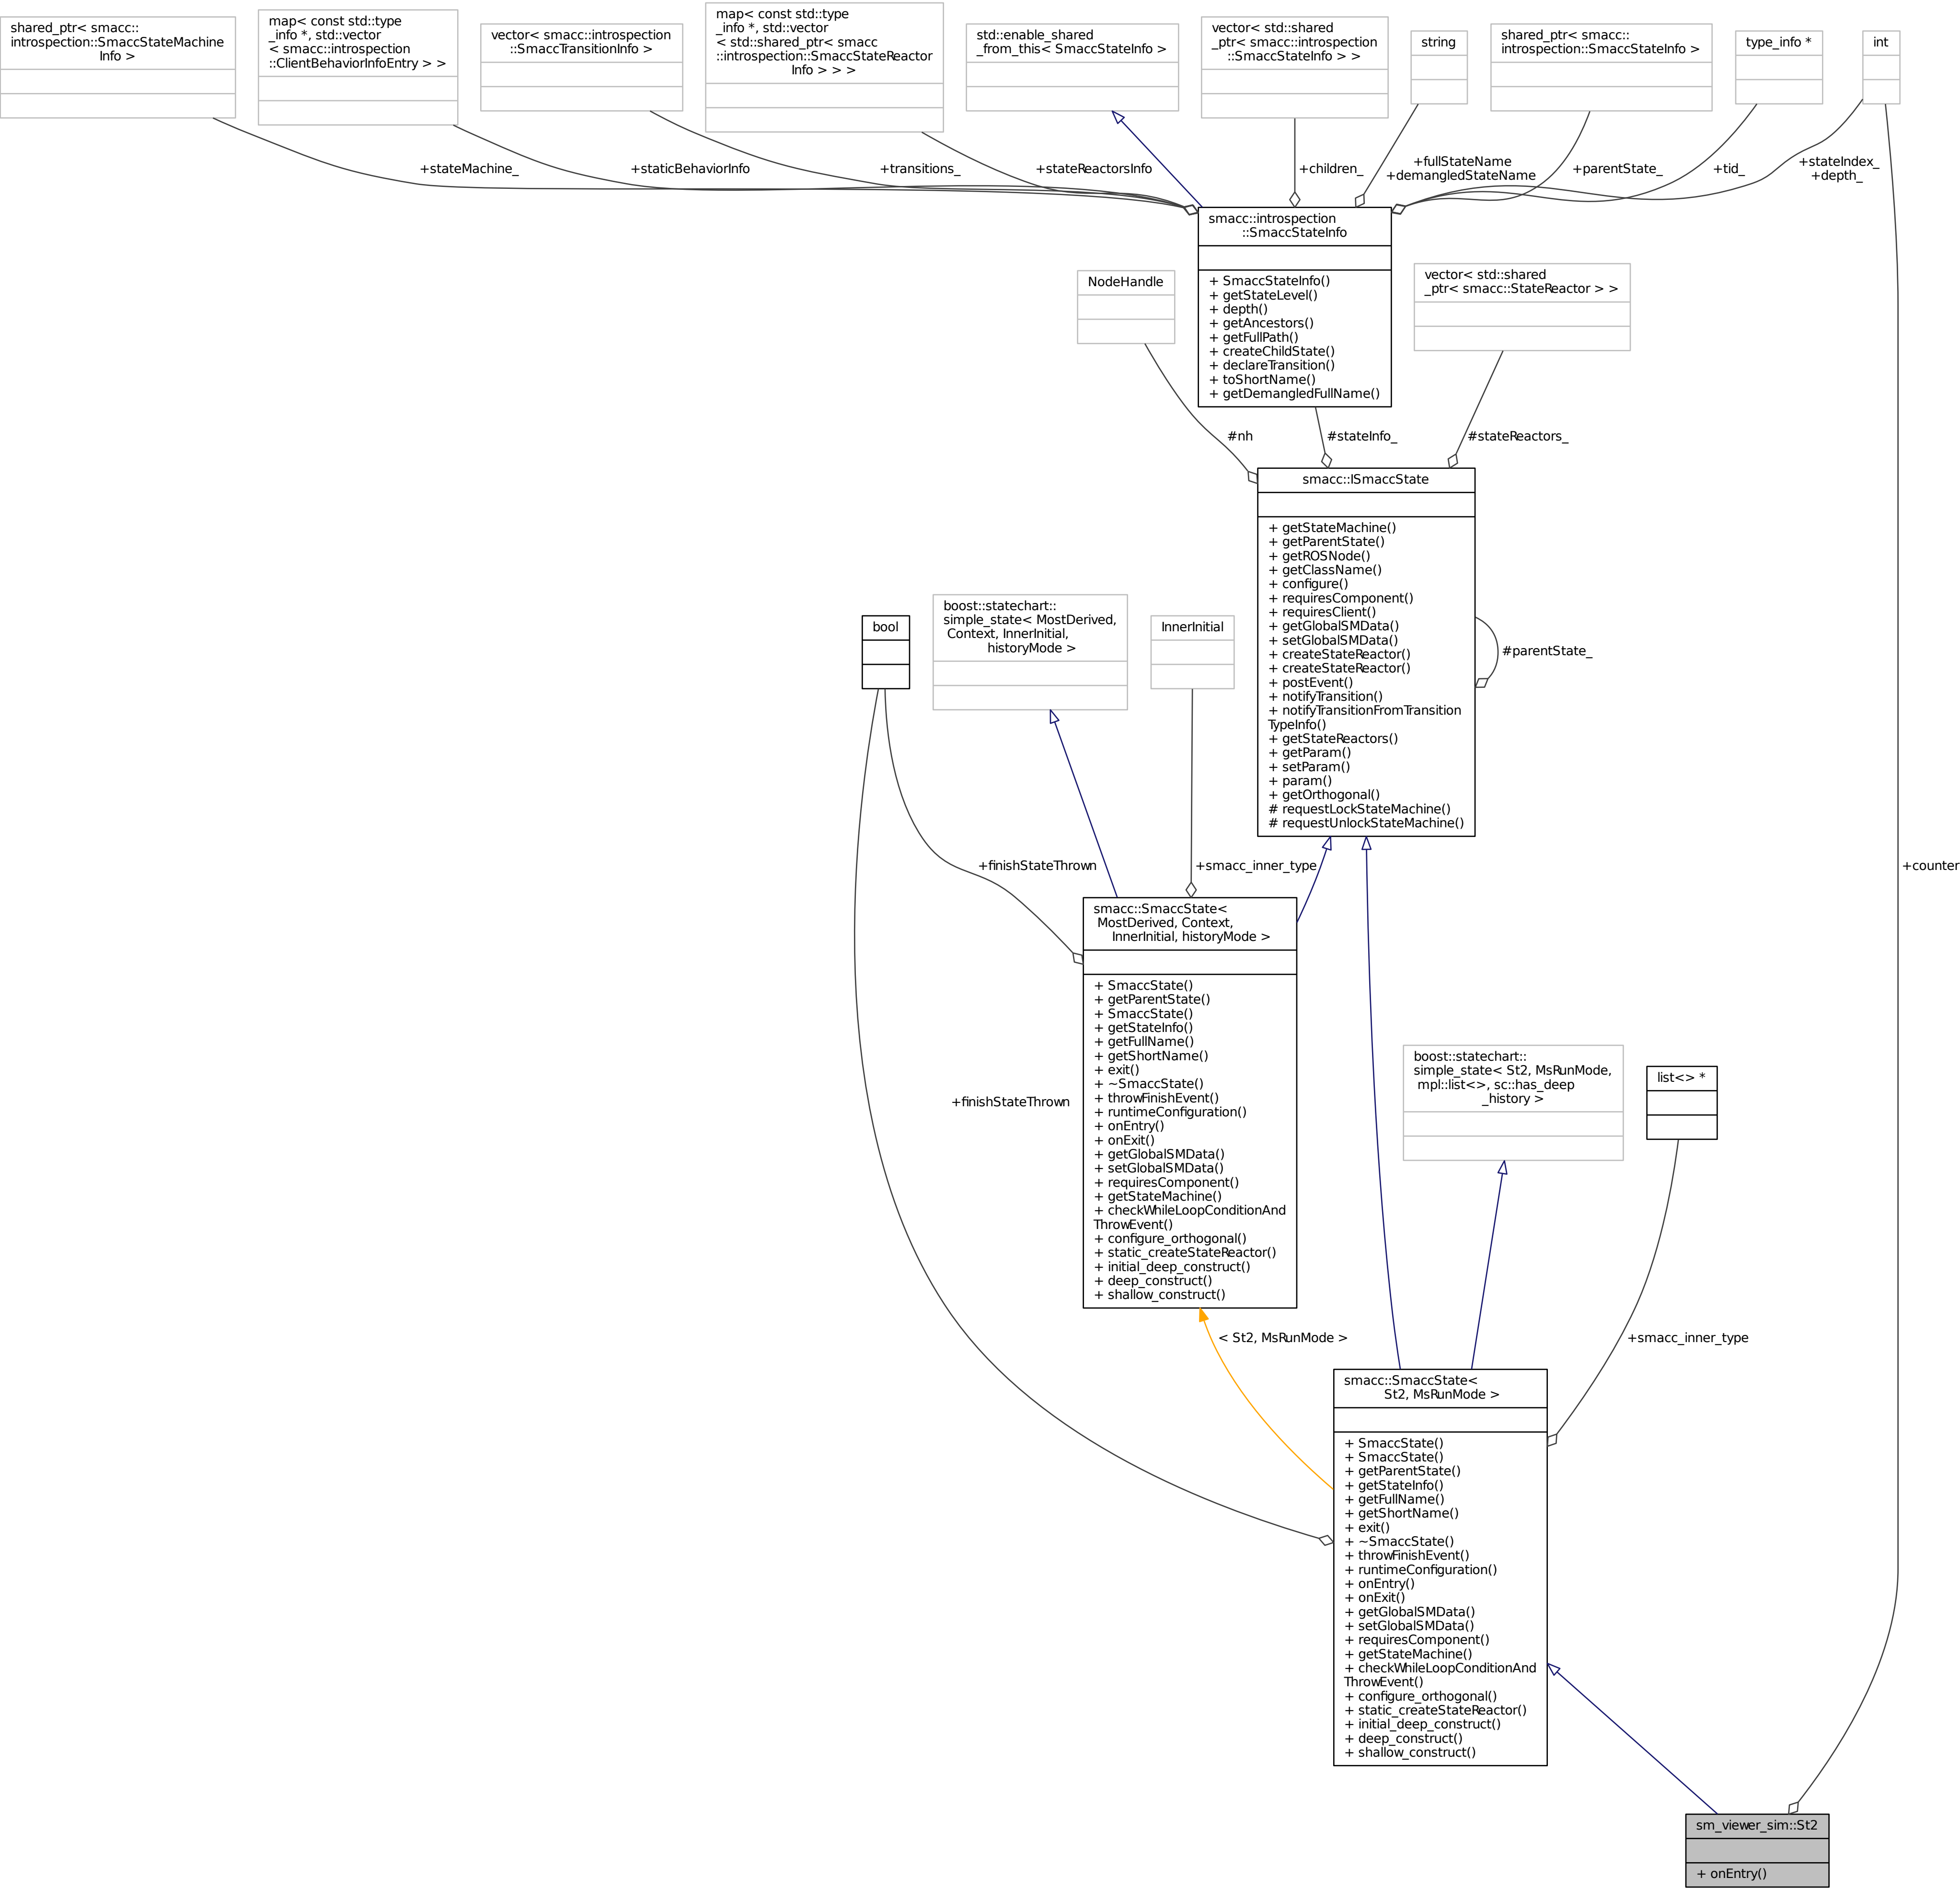 shared_ptr< smacc::
introspection::SmaccStateMachine
Info >
map< const std::type
_info *, std::vector
< smacc::introspection
::ClientBehaviorInfoEntry > >
vector< smacc::introspection
::SmaccTransitionInfo >
map< const std::type
_info *, std::vector
< std::shared_ptr< smacc
::introspection::SmaccStateReactor
Info > > >
std::enable_shared
_from_this< SmaccStateInfo >
vector< std::shared
_ptr< smacc::introspection
::SmaccStateInfo > >
string
shared_ptr< smacc::
introspection::SmaccStateInfo >
type_info *
int
+stateMachine_
+staticBehaviorInfo
+transitions_
+stateReactorsInfo
+children_
+fullStateName
+demangledStateName
+parentState_
+tid_
+stateIndex_
+depth_
smacc::introspection
::SmaccStateInfo
+ SmaccStateInfo()
+ getStateLevel()
+ depth()
+ getAncestors()
+ getFullPath()
+ createChildState()
+ declareTransition()
+ toShortName()
+ getDemangledFullName()
NodeHandle
vector< std::shared
_ptr< smacc::StateReactor > >
#nh
#stateInfo_
#stateReactors_
smacc::ISmaccState
+ getStateMachine()
+ getParentState()
+ getROSNode()
+ getClassName()
+ configure()
+ requiresComponent()
+ requiresClient()
+ getGlobalSMData()
+ setGlobalSMData()
+ createStateReactor()
+ createStateReactor()
+ postEvent()
+ notifyTransition()
+ notifyTransitionFromTransition
TypeInfo()
+ getStateReactors()
+ getParam()
+ setParam()
+ param()
+ getOrthogonal()
# requestLockStateMachine()
# requestUnlockStateMachine()
#parentState_
bool
boost::statechart::
simple_state< MostDerived,
Context, InnerInitial,
historyMode >
InnerInitial
+finishStateThrown
+smacc_inner_type
+counter
smacc::SmaccState<
MostDerived, Context,
InnerInitial, historyMode >
+ SmaccState()
+ getParentState()
+ SmaccState()
+ getStateInfo()
+ getFullName()
+ getShortName()
+ exit()
+ ~SmaccState()
+ throwFinishEvent()
+ runtimeConfiguration()
+ onEntry()
+ onExit()
+ getGlobalSMData()
+ setGlobalSMData()
+ requiresComponent()
+ getStateMachine()
+ checkWhileLoopConditionAnd
ThrowEvent()
+ configure_orthogonal()
+ static_createStateReactor()
+ initial_deep_construct()
+ deep_construct()
+ shallow_construct()
+finishStateThrown
boost::statechart::
simple_state< St2, MsRunMode,
mpl::list<>, sc::has_deep
_history >
list<> *
< St2, MsRunMode >
+smacc_inner_type
smacc::SmaccState<
St2, MsRunMode >
+ SmaccState()
+ SmaccState()
+ getParentState()
+ getStateInfo()
+ getFullName()
+ getShortName()
+ exit()
+ ~SmaccState()
+ throwFinishEvent()
+ runtimeConfiguration()
+ onEntry()
+ onExit()
+ getGlobalSMData()
+ setGlobalSMData()
+ requiresComponent()
+ getStateMachine()
+ checkWhileLoopConditionAnd
ThrowEvent()
+ configure_orthogonal()
+ static_createStateReactor()
+ initial_deep_construct()
+ deep_construct()
+ shallow_construct()
sm_viewer_sim::St2
+ onEntry()